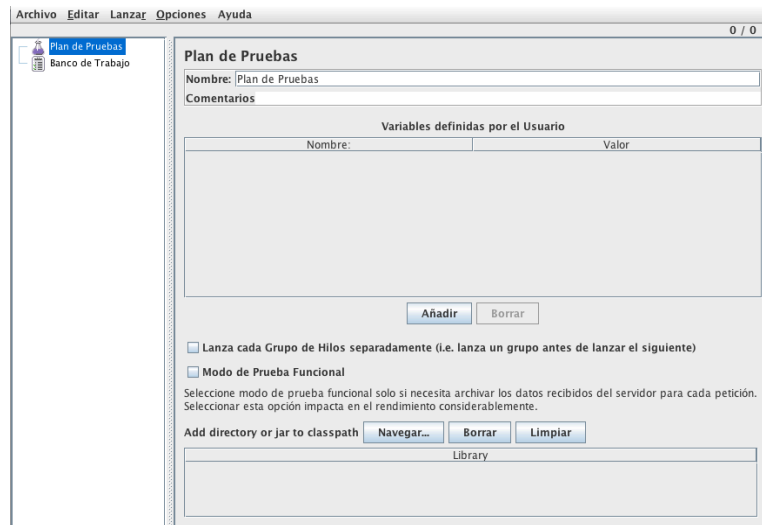 Archivo Editar Lanzar Opciones Ayuda
0 / 0
Plan de Pruebas
Banco de Trabajo
Plan de Pruebas
Nombre: Plan de Pruebas
Comentarios
Variables definidas por el Usuario
Nombre: Valor
Añadir Borrar
Lanza cada Grupo de Hilos separadamente (i.e. lanza un grupo antes de lanzar el siguiente)
Modo de Prueba Funcional
Seleccione modo de prueba funcional solo si necesita archivar los datos recibidos del servidor para cada petición.
Seleccionar esta opción impacta en el rendimiento considerablemente.
Add directory or jar to classpath Navegar... Borrar Limpiar
Library